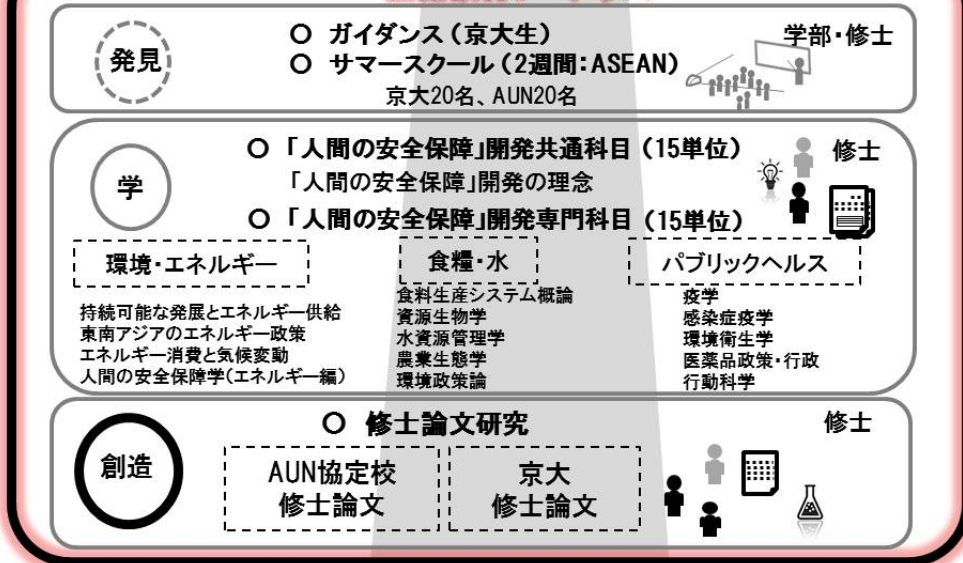 発見
〇 ガイダンス（京大生）
〇 サマースクール（2週間：ASEAN）
京大20名、AUN20名
学部・修士
学
〇 「人間の安全保障」開発共通科目（15単位）
「人間の安全保障」開発の理念
〇 「人間の安全保障」開発専門科目（15単位）
修士
環境・エネルギー
持続可能な発展とエネルギー供給
東南アジアのエネルギー政策
エネルギー消費と気候変動
人間の安全保障学（エネルギー編）
食糧・水
食料生産システム概論
資源生物学
水資源管理学
農業生態学
環境政策論
パブリックヘルス
疫学
感染症疫学
環境衛生学
医薬品政策・行政
行動科学
創造
〇 修士論文研究
修士
AUN協定校
修士論文
京大
修士論文